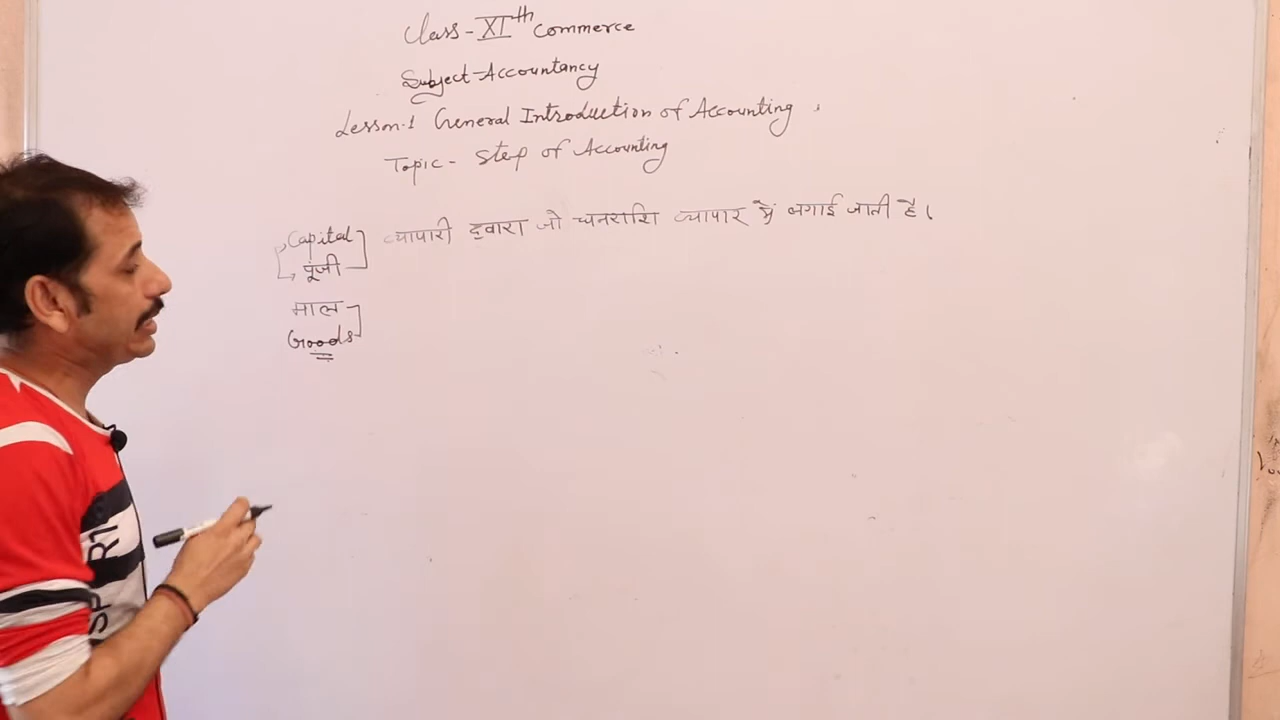 Class-XIth Commerce
Subject-Accountancy
Lesson.1 General Introduction of Accounting
Topic- Step of Accounting
Capital व्यापारी द्वारा जो धनराशि व्यापार में लगाई जाती है।
पूंजी
माल
Goods